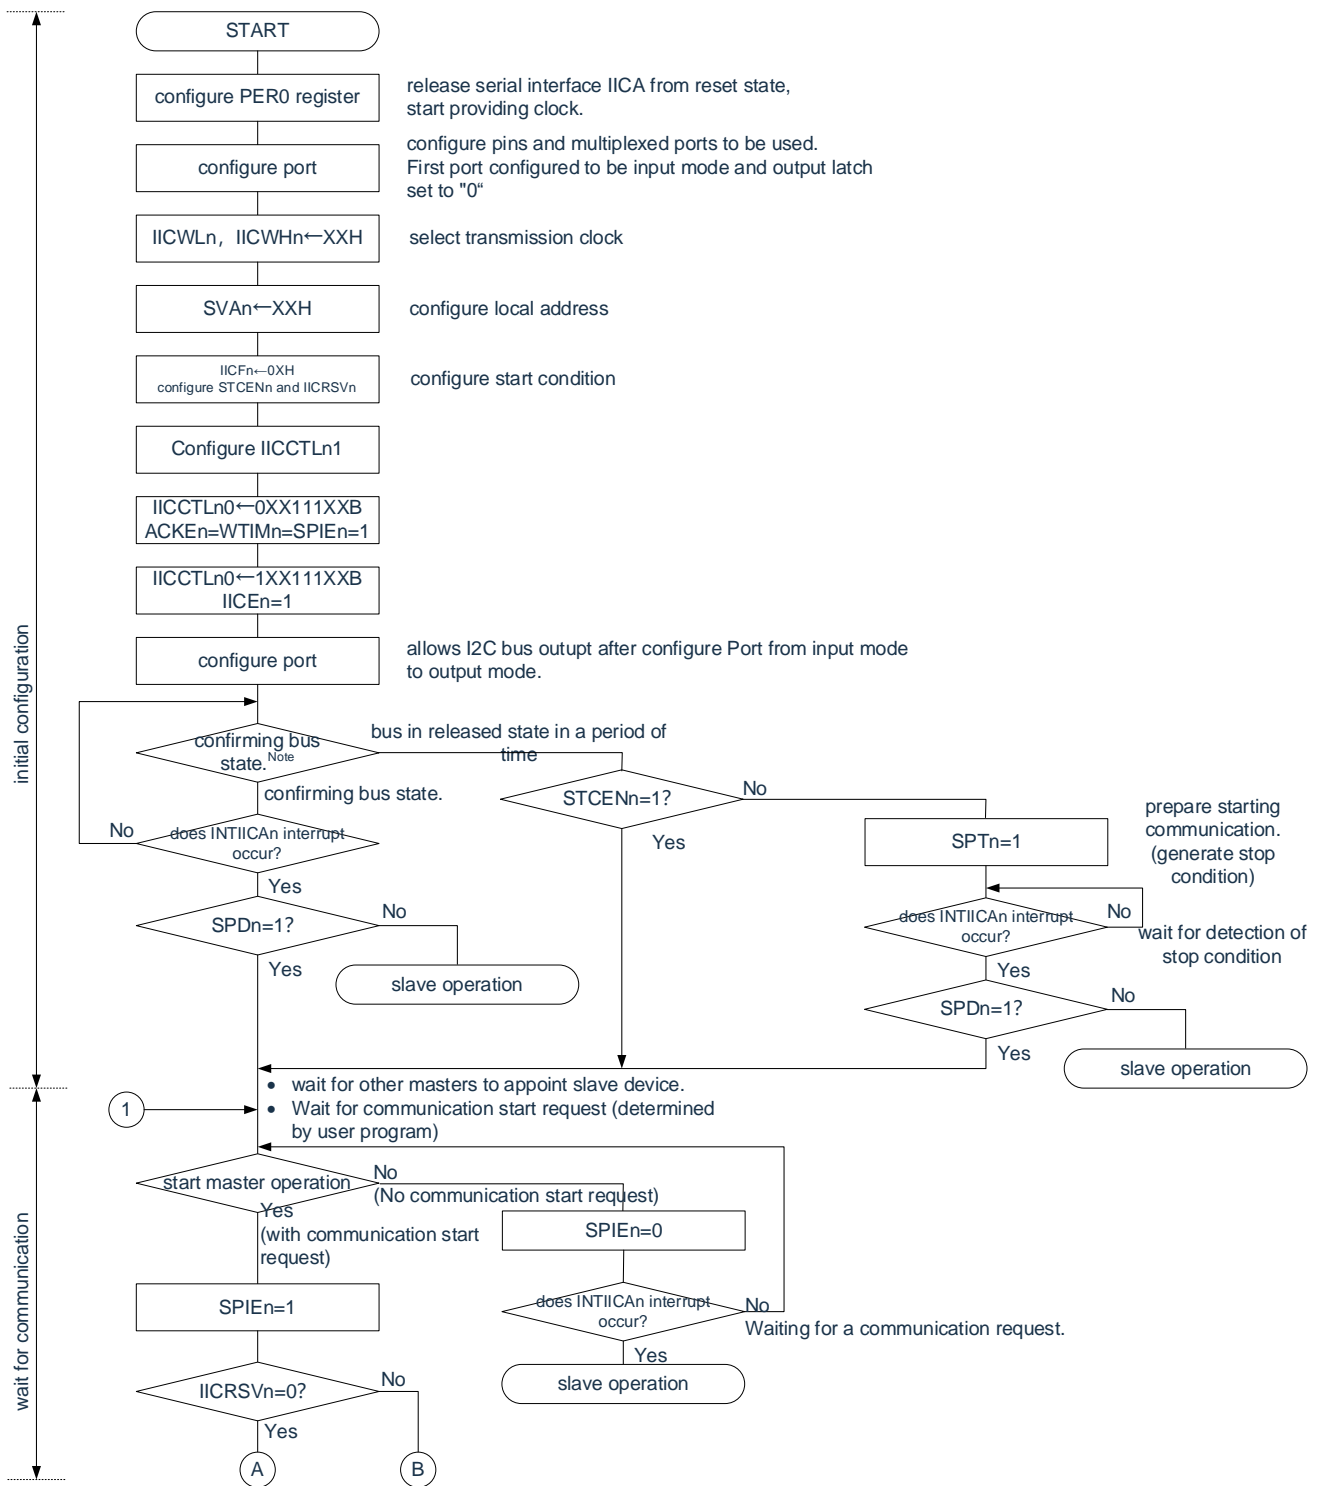 START
configure PER0 register
release serial interface IICA from reset state,
start providing clock.
configure port
configure pins and multiplexed ports to be used.
First port configured to be input mode and output latch
set to "0“
IICWLn，IICWHn←XXH
select transmission clock
SVAn←XXH
configure local address
IICFn←0XH
configure STCENn and IICRSVn
configure start condition
Configure IICCTLn1
IICCTLn0←0XX111XXB
ACKEn=WTIMn=SPIEn=1
IICCTLn0←1XX111XXB
IICEn=1
configure port
allows I2C bus outupt after configure Port from input mode
to output mode.
initial configuration
confirming bus
state.Note
bus in released state in a period of
time
confirming bus state.
STCENn=1?
No
Yes
SPTn=1
prepare starting
communication.
(generate stop
condition)
No
does INTIICAn interrupt
occur?
Yes
does INTIICAn interrupt
occur?
No
wait for detection of
stop condition
Yes
SPDn=1?
No
Yes
slave operation
SPDn=1?
No
Yes
slave operation
• wait for other masters to appoint slave device.
• Wait for communication start request (determined
by user program)
1
wait for communication
start master operation
No
(No communication start request)
Yes
(with communication start
request)
SPIEn=0
SPIEn=1
does INTIICAn interrupt
occur?
No
Waiting for a communication request.
Yes
slave operation
IICRSVn=0?
No
Yes
A
B